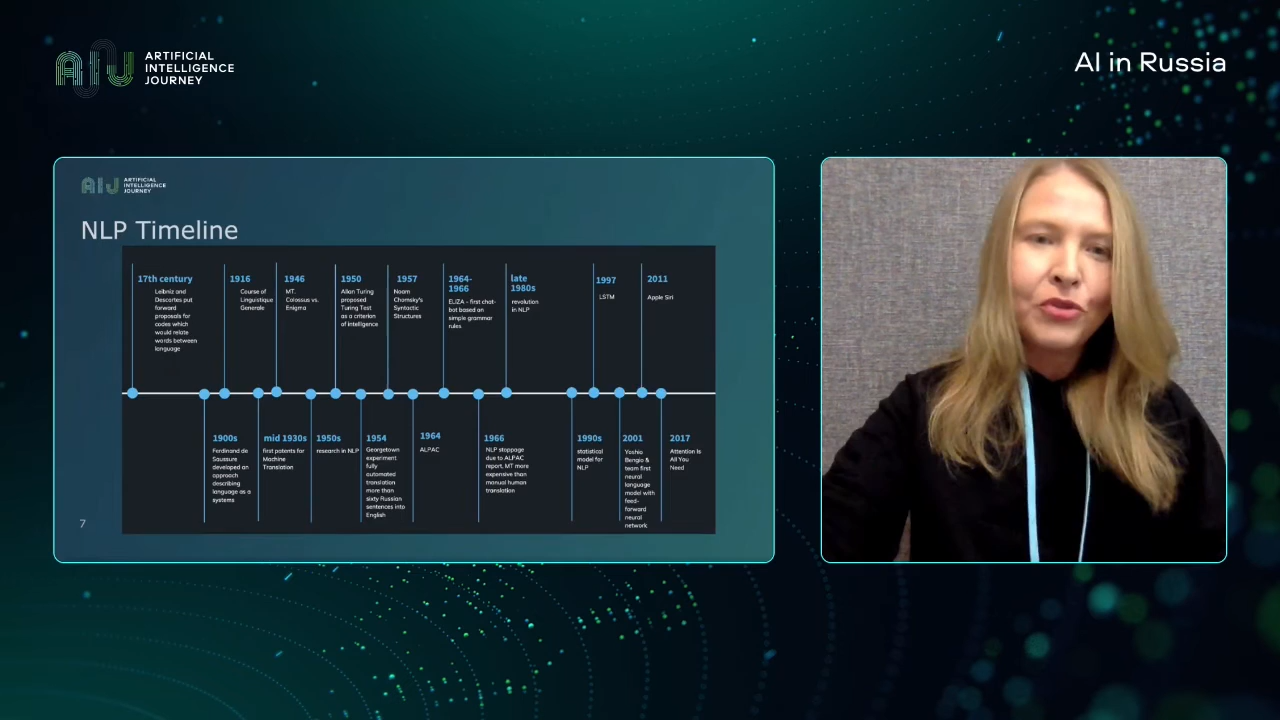 ARTIFICIAL
INTELLIGENCE
JOURNEY
AI in Russia
AIJ
ARTIFICIAL
INTELLIGENCE
JOURNEY
NLP Timeline
17th century
Leibniz and
Descartes put
forward
proposals for
codes which
would relate
words between
language
1916
Course of
Linguistique
Generale
1946
MT.
Colossus vs.
Enigma
1950
Allan Turing
proposed
Turing Test
as a criterion
of intelligence
1957
Noam
Chomsky's
Syntactic
Structures
1964-
1966
ELIZA - first chat-
bot based on
simple grammar
rules
late
1980s
revolution
in NLP
1997
LSTM
2011
Apple Siri
1900s
Ferdinand de
Saussure
developed an
approach
describing
language as a
systems
mid 1930s
first patents for
Machine
Translation
1950s
research in NLP
1954
Georgetown
experiment
fully
automated
translation
more than
sixty Russian
sentences into
English
1964
ALPAC
1966
NLP stoppage
due to ALPAC
report. MT more
expensive than
manual human
translation
1990s
statistical
model for
NLP
2001
Yoshio
Bengio &
team first
neural
language
model with
feed-
forward
neural
network
2017
Attention Is
All You
Need
7